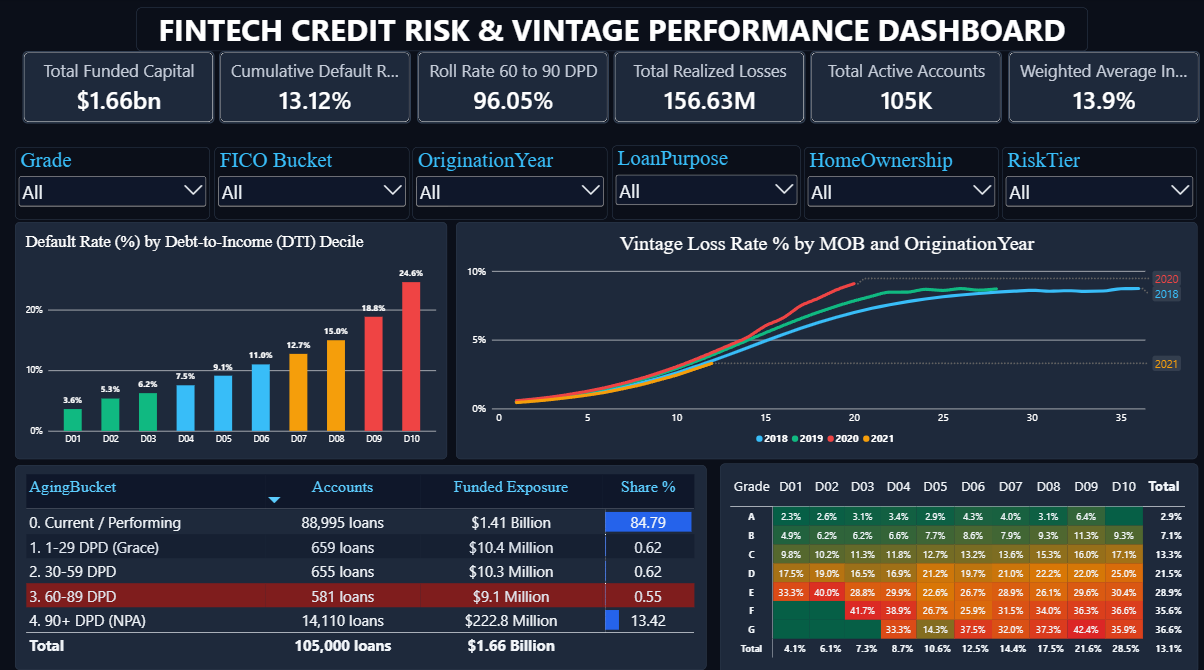 FINTECH CREDIT RISK & VINTAGE PERFORMANCE DASHBOARD
Total Funded Capital
$1.66bn
Cumulative Default R...
13.12%
Roll Rate 60 to 90 DPD
96.05%
Total Realized Losses
156.63M
Total Active Accounts
105K
Weighted Average In...
13.9%
Grade
All
FICO Bucket
All
OriginationYear
All
LoanPurpose
All
HomeOwnership
All
RiskTier
All
Default Rate (%) by Debt-to-Income (DTI) Decile
24.6%
18.8%
15.0%
12.7%
11.0%
9.1%
7.5%
6.2%
5.3%
3.6%
20%
10%
0%
D01 D02 D03 D04 D05 D06 D07 D08 D09 D10
Vintage Loss Rate % by MOB and OriginationYear
10%
5%
0%
2020
2018
2021
0 5 10 15 20 25 30 35
2018 2019 2020 2021
AgingBucket Accounts Funded Exposure Share %
0. Current / Performing 88,995 loans $1.41 Billion 84.79
1. 1-29 DPD (Grace) 659 loans $10.4 Million 0.62
2. 30-59 DPD 655 loans $10.3 Million 0.62
3. 60-89 DPD 581 loans $9.1 Million 0.55
4. 90+ DPD (NPA) 14,110 loans $222.8 Million 13.42
Total 105,000 loans $1.66 Billion
Grade D01 D02 D03 D04 D05 D06 D07 D08 D09 D10 Total
A 2.3% 2.6% 3.1% 3.4% 2.9% 4.3% 4.0% 3.1% 6.4% 2.9%
B 4.9% 6.2% 6.2% 6.6% 7.7% 8.6% 7.9% 9.3% 11.3% 9.3% 7.1%
C 9.8% 10.2% 11.3% 11.8% 12.7% 13.2% 13.6% 15.3% 16.0% 17.1% 13.3%
D 17.5% 19.0% 16.5% 16.9% 21.2% 19.7% 21.0% 22.2% 22.0% 25.0% 21.5%
E 33.3% 40.0% 28.8% 29.9% 22.6% 26.7% 28.9% 26.1% 29.6% 30.4% 28.9%
F 41.7% 38.9% 26.7% 25.9% 31.5% 34.0% 36.3% 36.6% 35.6%
G 33.3% 14.3% 37.5% 32.0% 37.3% 42.4% 35.9% 36.6%
Total 4.1% 6.1% 7.3% 8.7% 10.6% 12.5% 14.4% 17.5% 21.6% 28.5% 13.1%